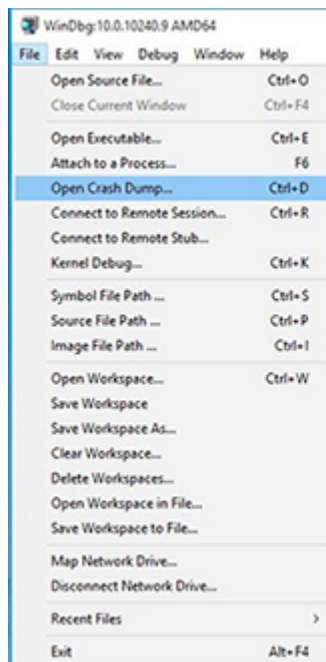 WinDbg:10.0.10240.9 AMD64
File Edit View Debug Window Help
Open Source File... Ctrl+O
Close Current Window Ctrl+F4
Open Executable... Ctrl+E
Attach to a Process... F6
Open Crash Dump... Ctrl+D
Connect to Remote Session... Ctrl+R
Connect to Remote Stub...
Kernel Debug... Ctrl+K
Symbol File Path ... Ctrl+S
Source File Path ... Ctrl+P
Image File Path ... Ctrl+I
Open Workspace... Ctrl+W
Save Workspace
Save Workspace As...
Clear Workspace...
Delete Workspaces...
Open Workspace in File...
Save Workspace to File...
Map Network Drive...
Disconnect Network Drive...
Recent Files >
Exit Alt+F4